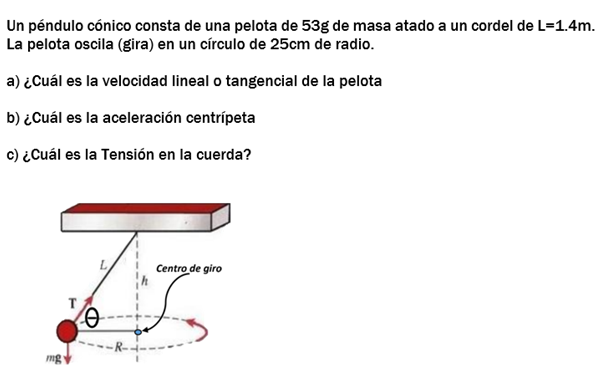 Un péndulo cónico consta de una pelota de 53g de masa atado a un cordel de L=1.4m.
La pelota oscila (gira) en un círculo de 25cm de radio.
a) ¿Cuál es la velocidad lineal o tangencial de la pelota
b) ¿Cuál es la aceleración centrípeta
c) ¿Cuál es la Tensión en la cuerda?
L
Centro de giro
h
T
θ
R
mg